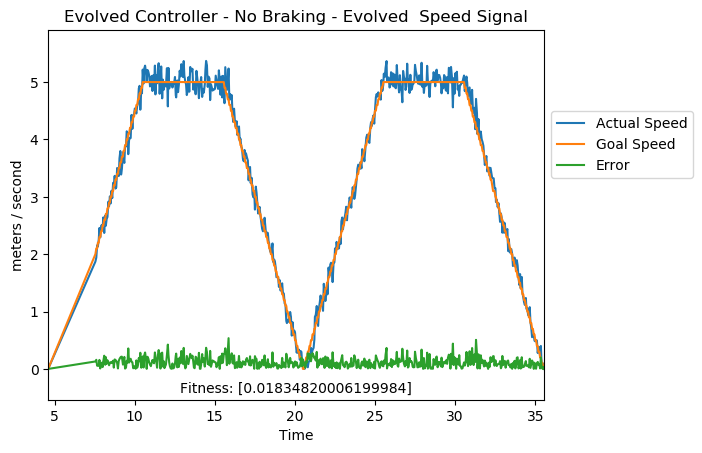 Evolved Controller - No Braking - Evolved  Speed Signal
meters / second
5
4
3
2
1
0
Actual Speed
Goal Speed
Error
Fitness: [0.01834820006199984]
5 10 15 20 25 30 35
Time